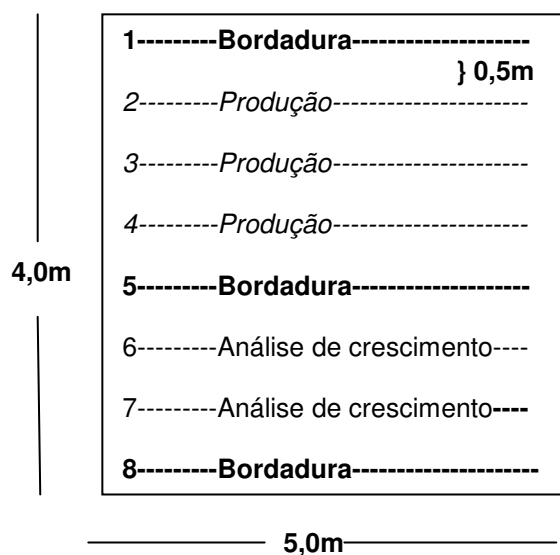 1---------Bordadura--------------------
} 0,5m
2---------Produção----------------------
3---------Produção----------------------
4---------Produção----------------------
4,0m
5---------Bordadura--------------------
6---------Análise de crescimento----
7---------Análise de crescimento----
8---------Bordadura---------------------
5,0m